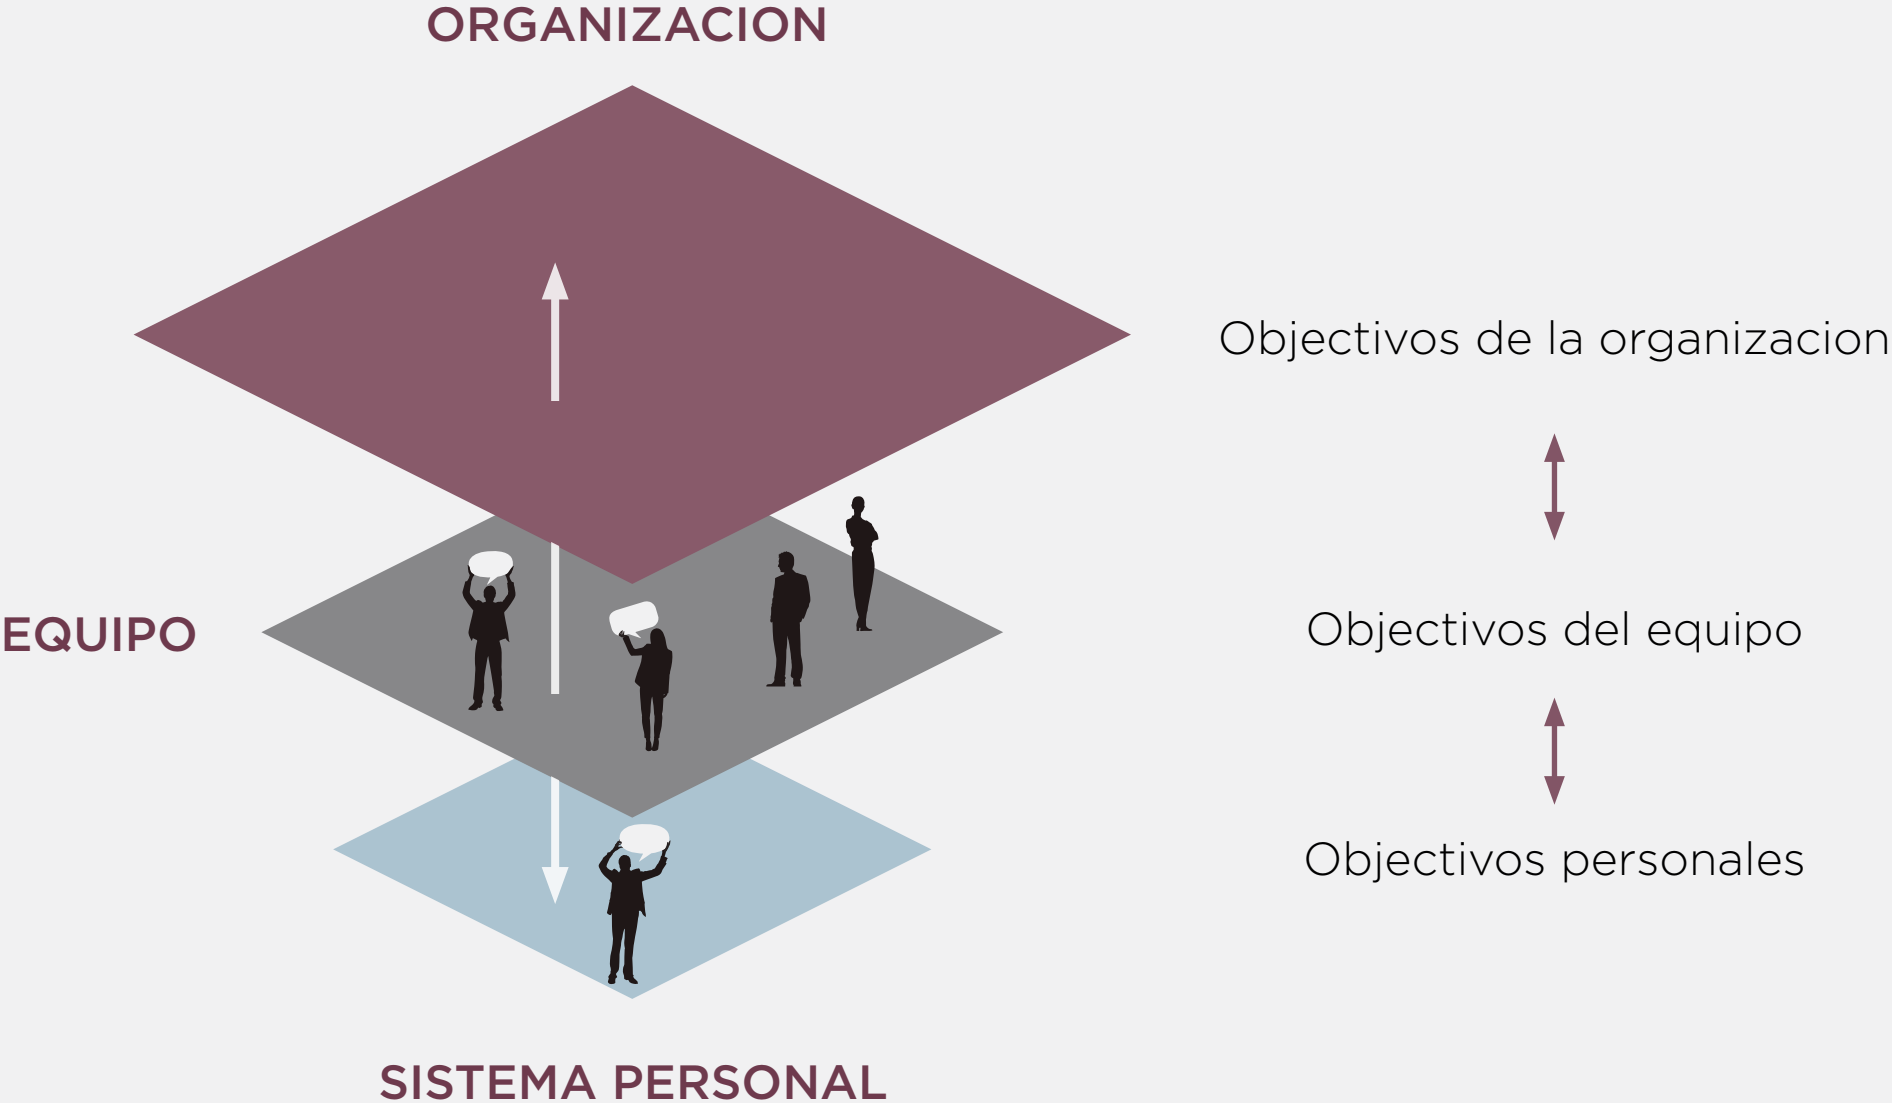 ORGANIZACION
Objectivos de la organizacion
EQUIPO
Objectivos del equipo
Objectivos personales
SISTEMA PERSONAL